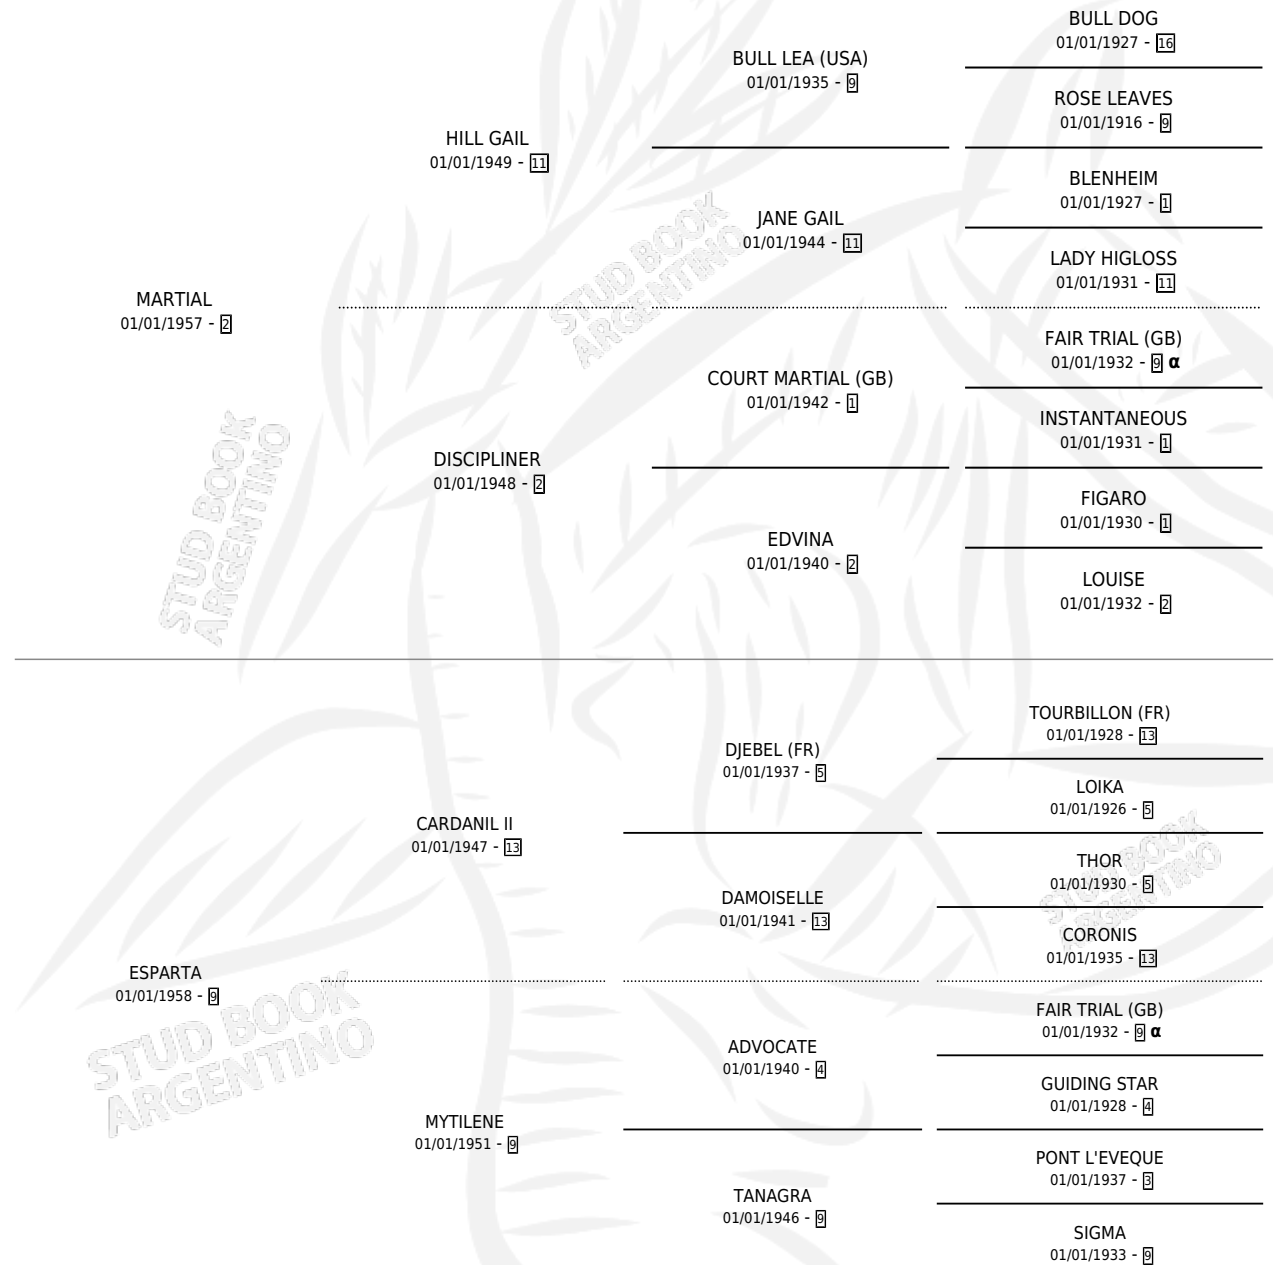 BULL DOG
01/01/1927 - 16
BULL LEA (USA)
01/01/1935 - 9
ROSE LEAVES
01/01/1916 - 9
HILL GAIL
01/01/1949 - 11
BLENHEIM
01/01/1927 - 1
JANE GAIL
01/01/1944 - 11
LADY HIGLOSS
01/01/1931 - 11
MARTIAL
01/01/1957 - 2
FAIR TRIAL (GB)
01/01/1932 - 9 α
COURT MARTIAL (GB)
01/01/1942 - 1
INSTANTANEOUS
01/01/1931 - 1
DISCIPLINER
01/01/1948 - 2
FIGARO
01/01/1930 - 1
EDVINA
01/01/1940 - 2
LOUISE
01/01/1932 - 2
TOURBILLON (FR)
01/01/1928 - 13
DJEBEL (FR)
01/01/1937 - 5
LOIKA
01/01/1926 - 5
CARDANIL II
01/01/1947 - 13
THOR
01/01/1930 - 5
DAMOISELLE
01/01/1941 - 13
CORONIS
01/01/1935 - 13
ESPARTA
01/01/1958 - 9
FAIR TRIAL (GB)
01/01/1932 - 9 α
ADVOCATE
01/01/1940 - 4
GUIDING STAR
01/01/1928 - 4
MYTILENE
01/01/1951 - 9
PONT L'EVEQUE
01/01/1937 - 3
TANAGRA
01/01/1946 - 9
SIGMA
01/01/1933 - 9
STUD BOOK
ARGENTINO
STUD BOOK
ARGENTINO
STUD BOOK
ARGENTINO
STUD BOOK
ARGENTINO